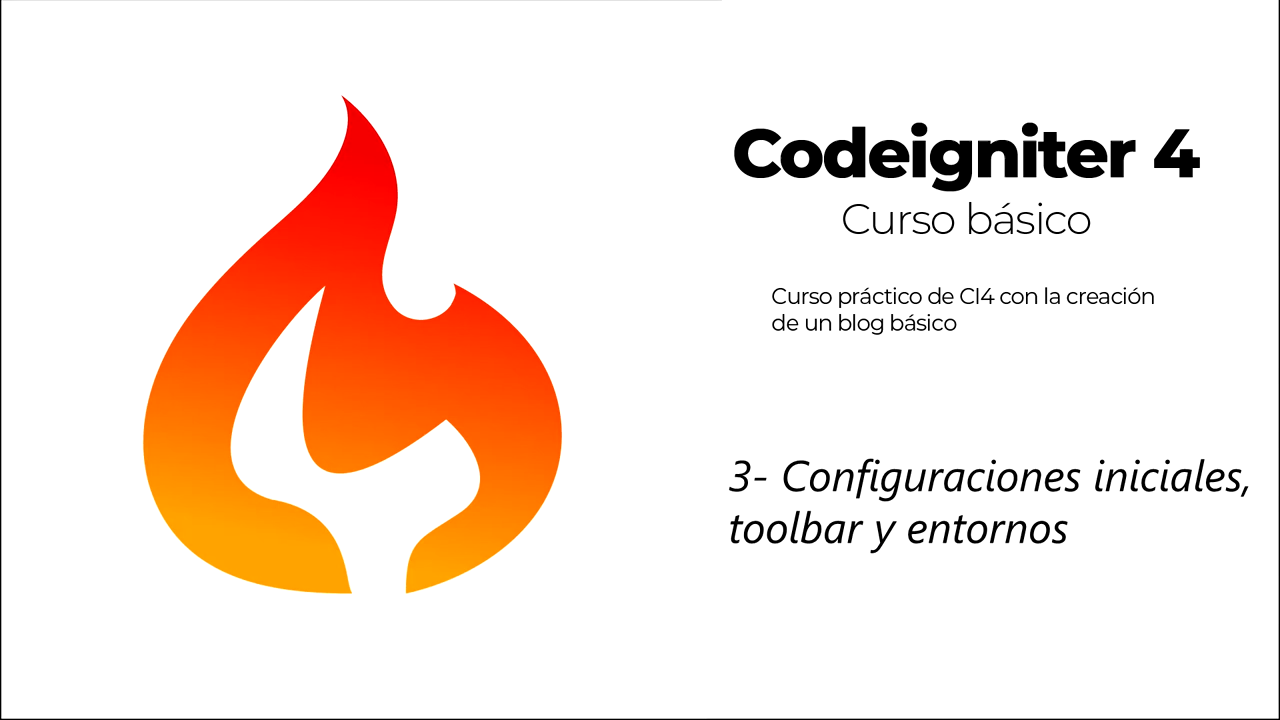 Codeigniter 4
Curso básico
Curso práctico de CI4 con la creación
de un blog básico
3- Configuraciones iniciales,
toolbar y entornos